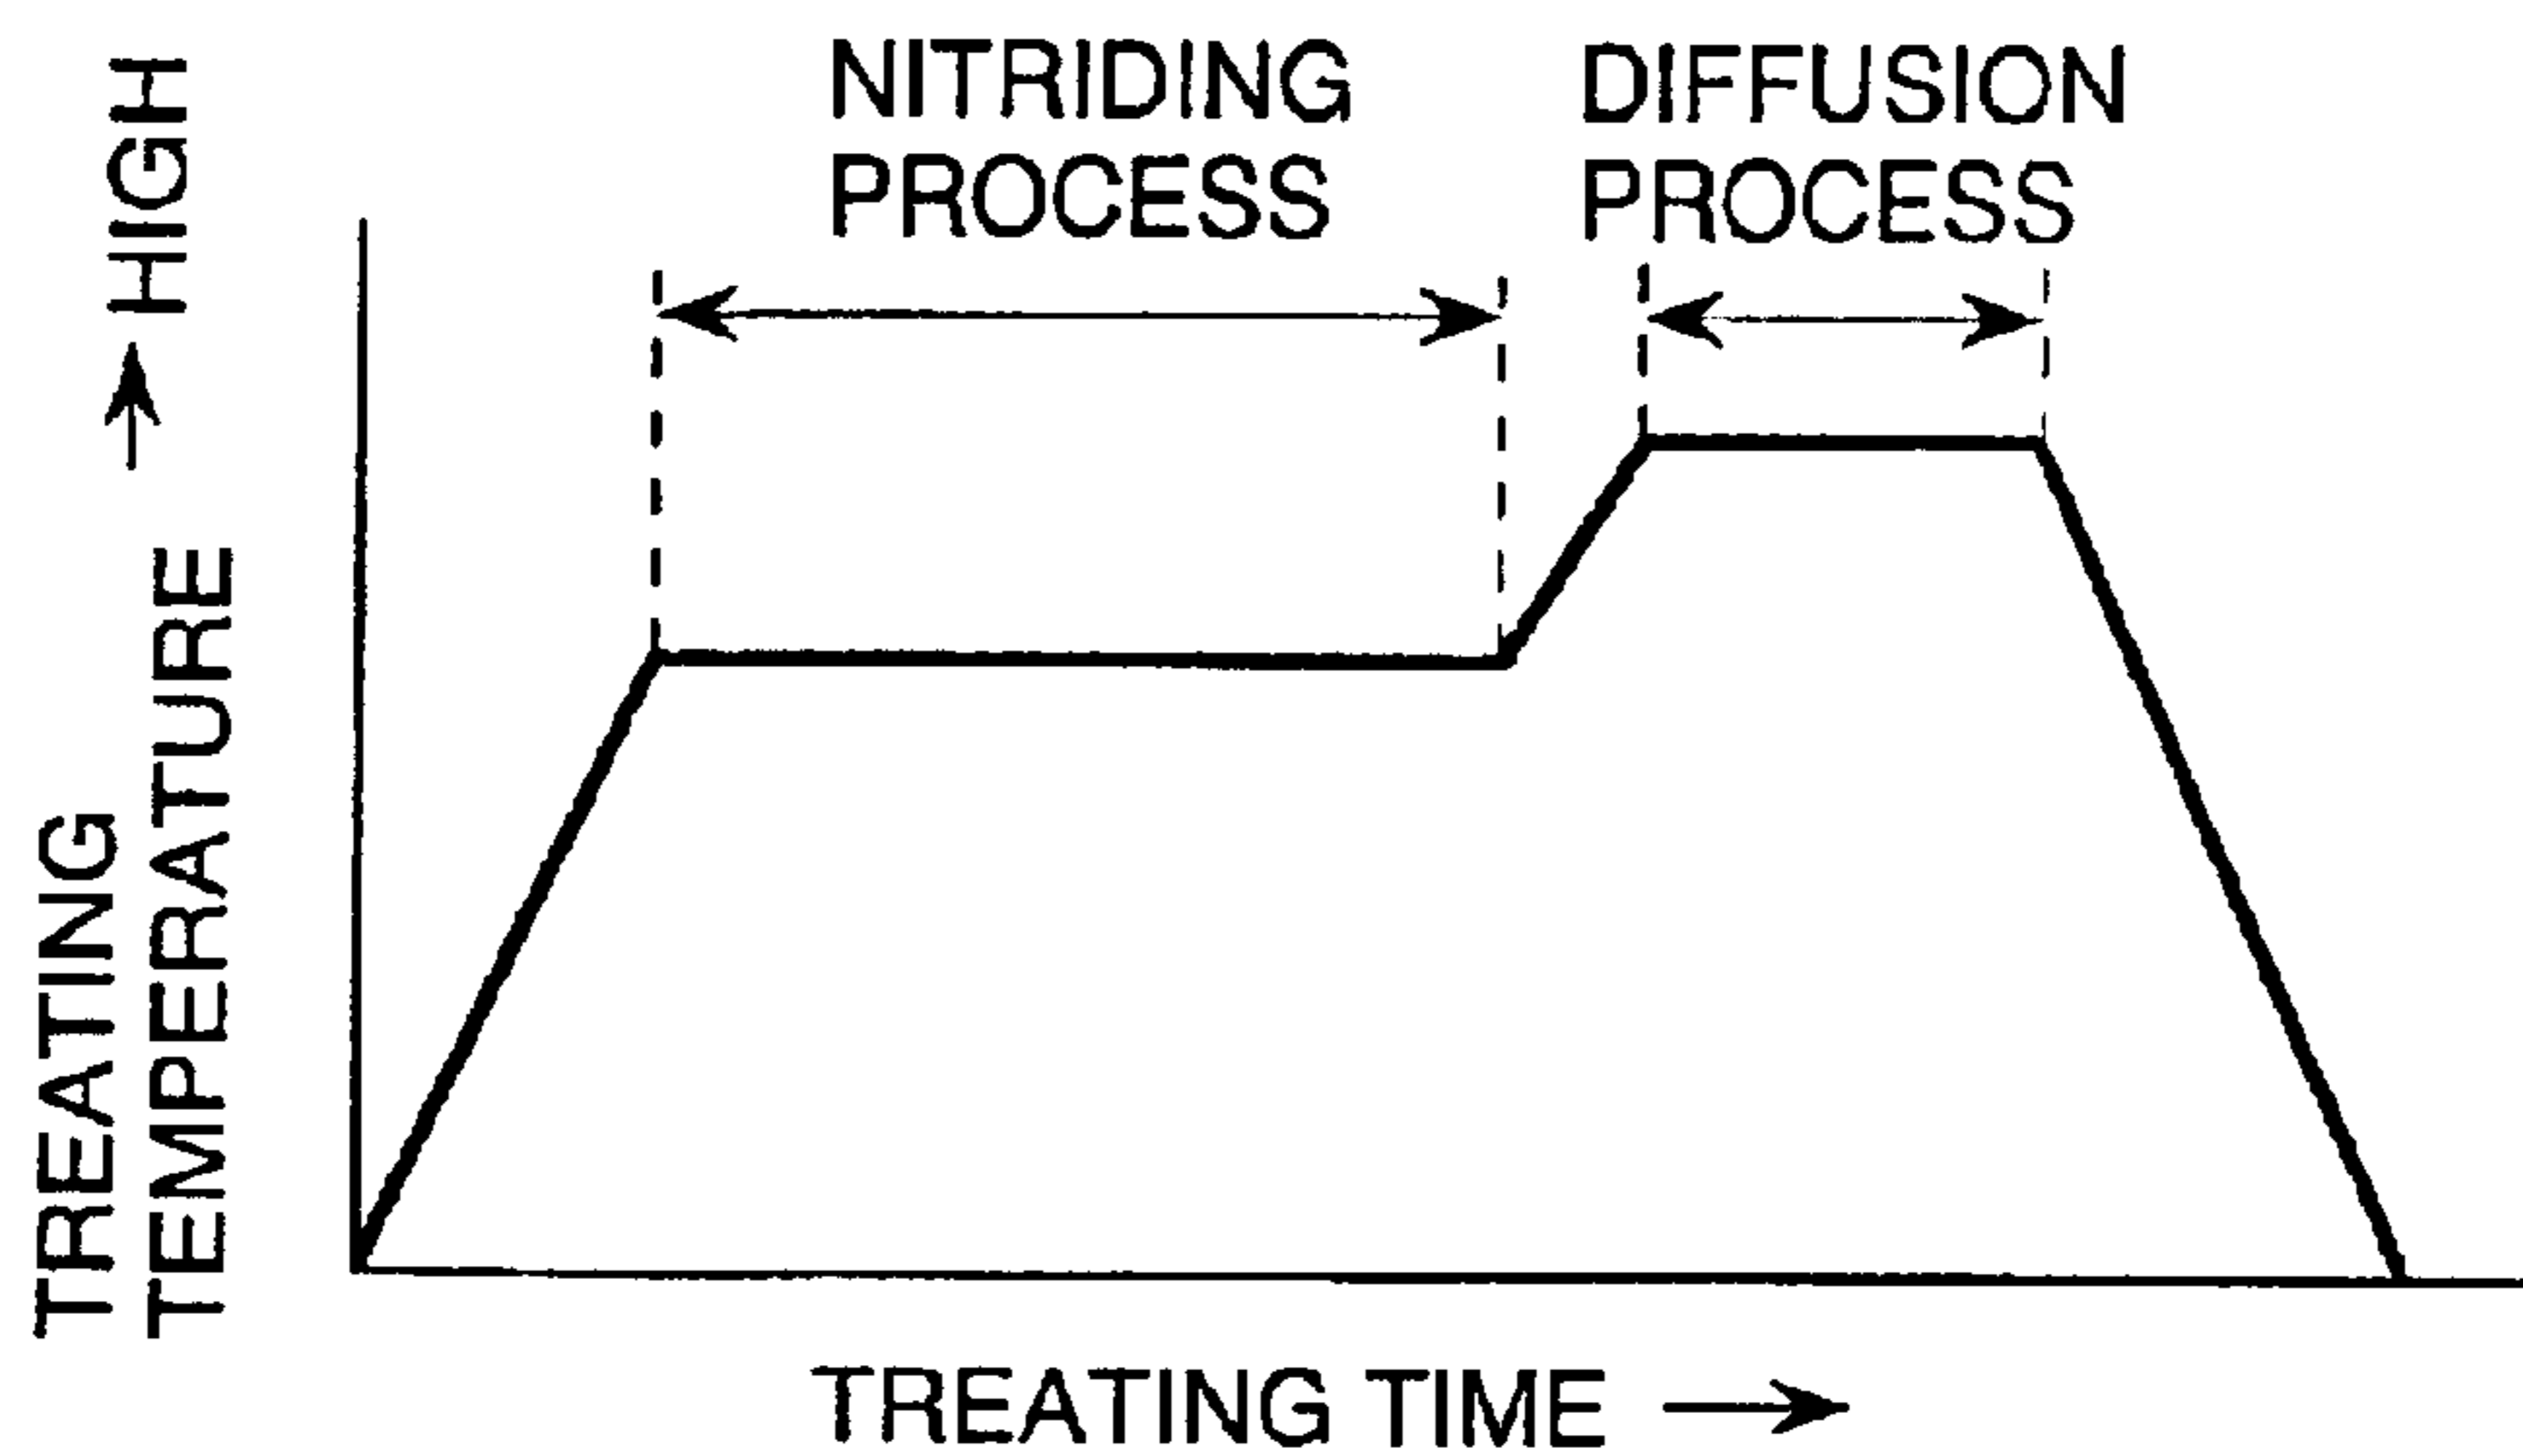 NITRIDING
PROCESS
DIFFUSION
PROCESS
TREATING
TEMPERATURE → HIGH
TREATING TIME →